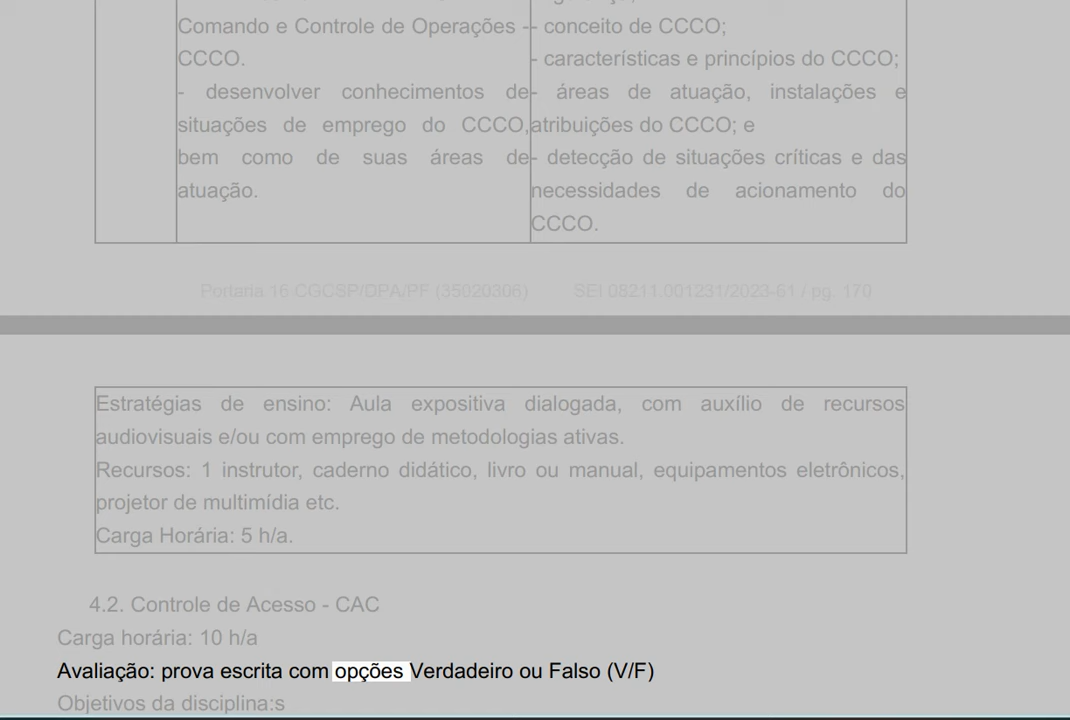 Comando e Controle de Operações -
CCCO.
- desenvolver conhecimentos de
situações de emprego do CCCO,
bem como de suas áreas de
atuação.
- conceito de CCCO;
- características e princípios do CCCO;
- áreas de atuação, instalações e
atribuições do CCCO; e
- detecção de situações críticas e das
necessidades de acionamento do
CCCO.
Portaria 16 CGCSP/DPA/PF (35020306) SEI 08211.001231/2023-61 / pg. 170
Estratégias de ensino: Aula expositiva dialogada, com auxílio de recursos
audiovisuais e/ou com emprego de metodologias ativas.
Recursos: 1 instrutor, caderno didático, livro ou manual, equipamentos eletrônicos,
projetor de multimídia etc.
Carga Horária: 5 h/a.
4.2. Controle de Acesso - CAC
Carga horária: 10 h/a
Avaliação: prova escrita com opções Verdadeiro ou Falso (V/F)
Objetivos da disciplina:s